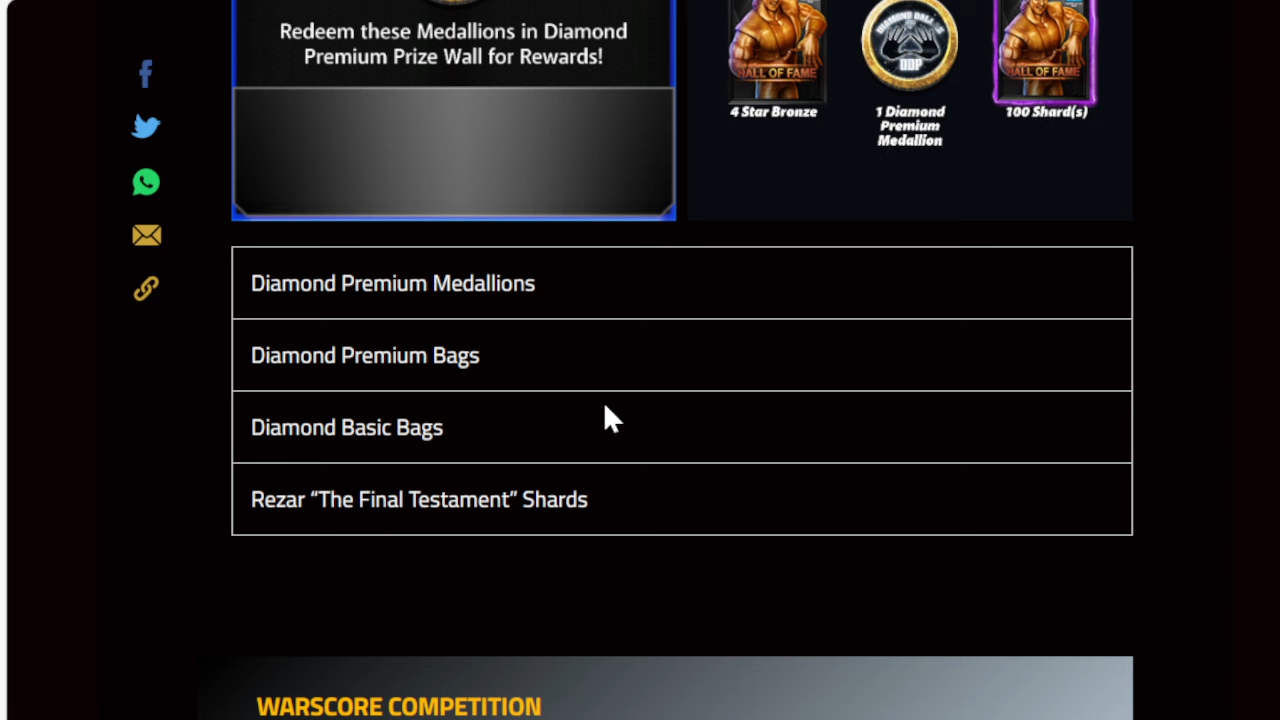 Redeem these Medallions in Diamond
Premium Prize Wall for Rewards!
HALL OF FAME
DDP
HALL OF FAME
4 Star Bronze
1 Diamond
Premium
Medallion
100 Shard(s)
Diamond Premium Medallions
Diamond Premium Bags
Diamond Basic Bags
Rezar “The Final Testament” Shards
WARSCORE COMPETITION